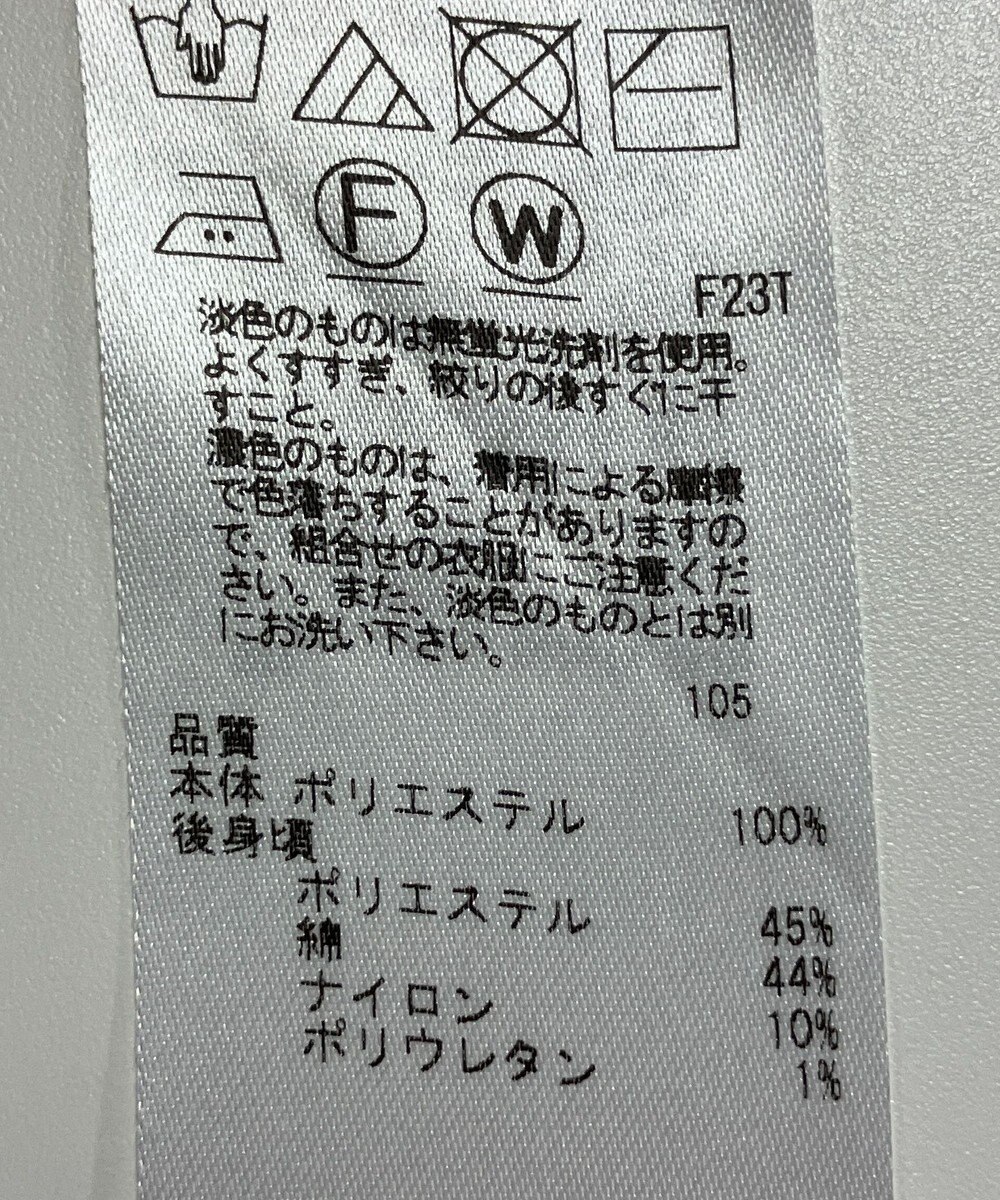 F W
F23T
淡色のものは無蛍光洗剤を使用。
よくすすぎ、絞りの後すぐに干
すこと。
濃色のものは、着用による摩擦
で色落ちすることがありますの
で、組合せの衣服にご注意くだ
さい。また、淡色のものとは別
にお洗い下さい。
105
品質
本体 ポリエステル 100%
後身頃
ポリエステル 45%
綿 44%
ナイロン 10%
ポリウレタン 1%